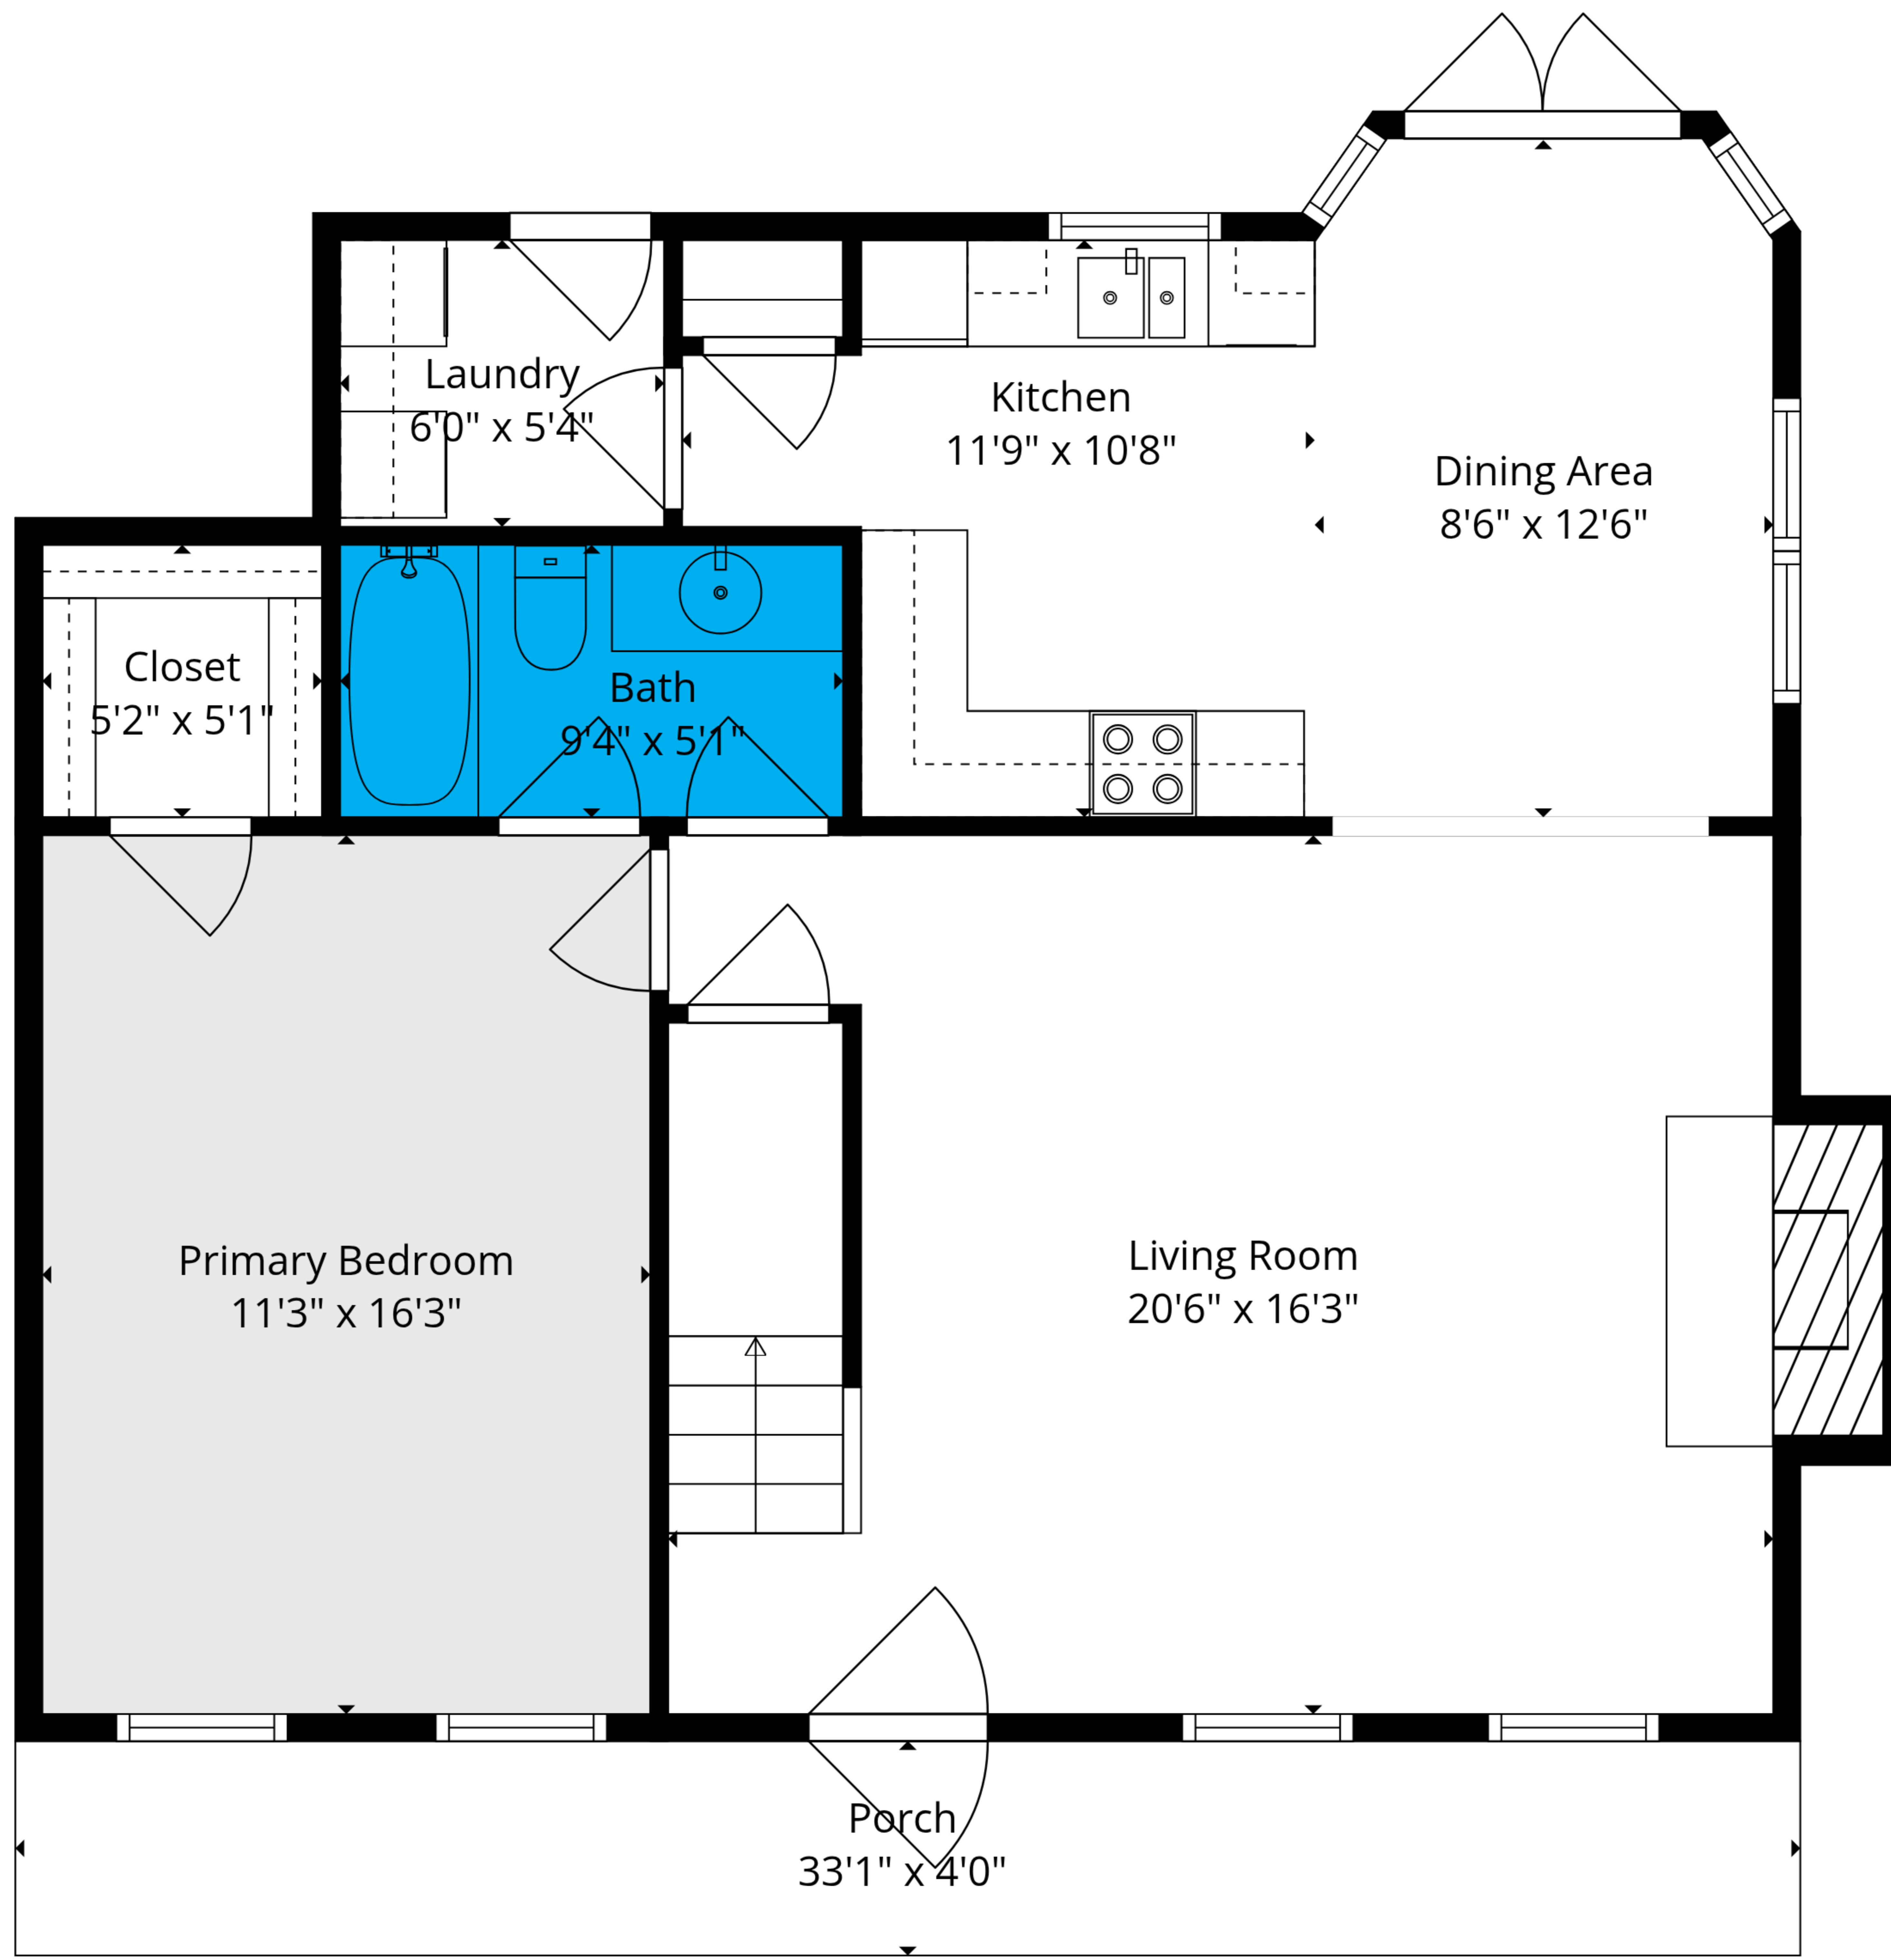 Laundry
6'0" x 5'4"
Kitchen
11'9" x 10'8"
Dining Area
8'6" x 12'6"
Closet
5'2" x 5'1"
Bath
9'4" x 5'1"
Primary Bedroom
11'3" x 16'3"
Living Room
20'6" x 16'3"
Porch
33'1" x 4'0"